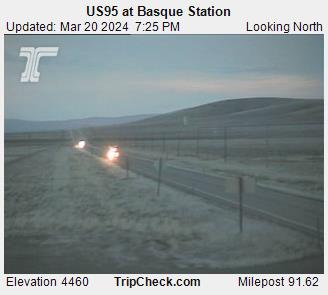 US95 at Basque Station
Updated: Mar 20 2024 7:25 PM Looking North
Elevation 4460 TripCheck.com Milepost 91.62